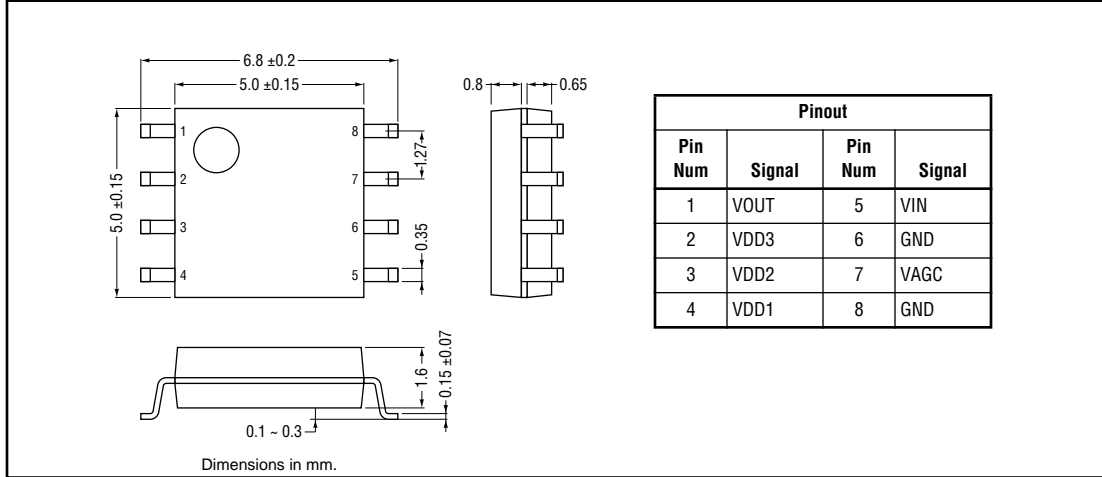 6.8 ±0.2
5.0 ±0.15
0.8
0.65
5.0 ±0.15
1
2
3
4
8
7
6
5
1.27
0.35
1.6
0.15 ±0.07
0.1 ~ 0.3
Dimensions in mm.
Pinout
Pin Num Signal Pin Num Signal
1 VOUT 5 VIN
2 VDD3 6 GND
3 VDD2 7 VAGC
4 VDD1 8 GND